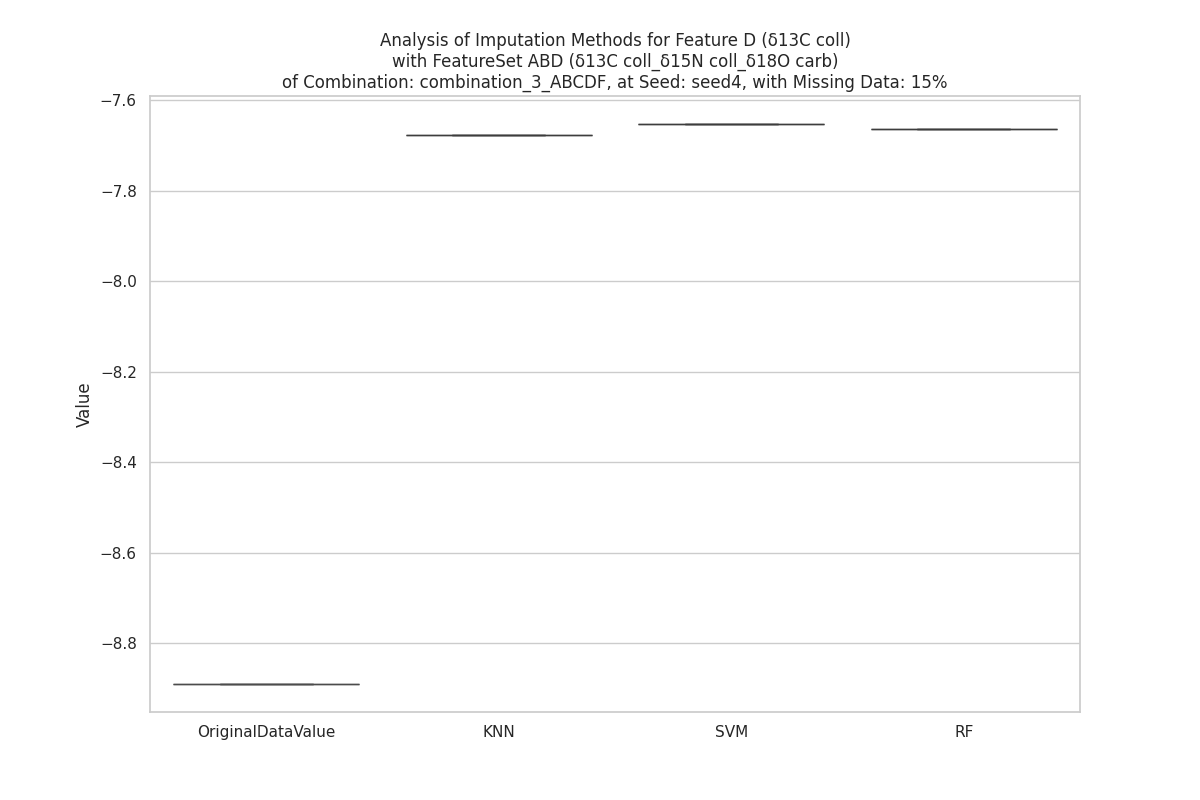 Analysis of Imputation Methods for Feature D (δ13C coll)
with FeatureSet ABD (δ13C coll_δ15N coll_δ18O carb)
of Combination: combination_3_ABCDF, at Seed: seed4, with Missing Data: 15%
−7.6
−7.8
−8.0
−8.2
−8.4
−8.6
−8.8
Value
OriginalDataValue
KNN
SVM
RF